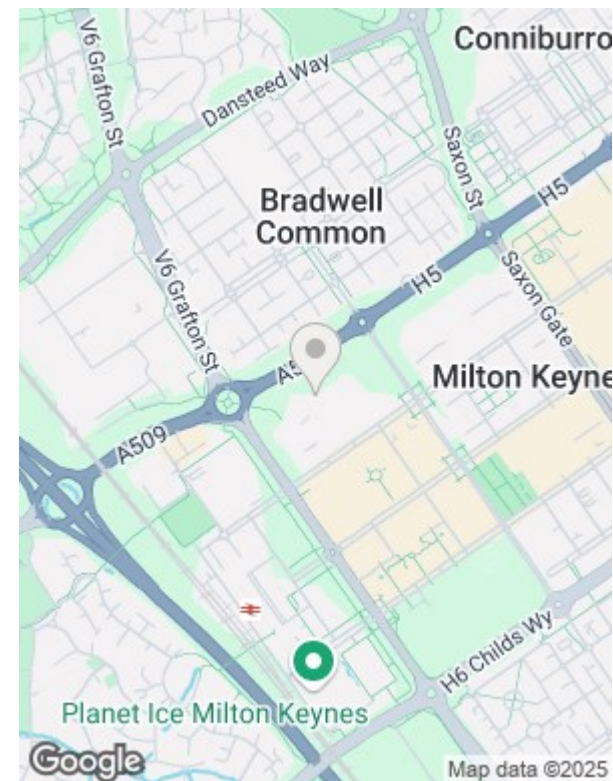 V6 Grafton St
Dansteed Way
Conniburro
Saxon St
H5
Bradwell
Common
V6 Grafton St
H5
Saxon Gate
A5
Milton Keyne
A509
H6 Childs Wy
Planet Ice Milton Keynes
Google
Map data ©2025